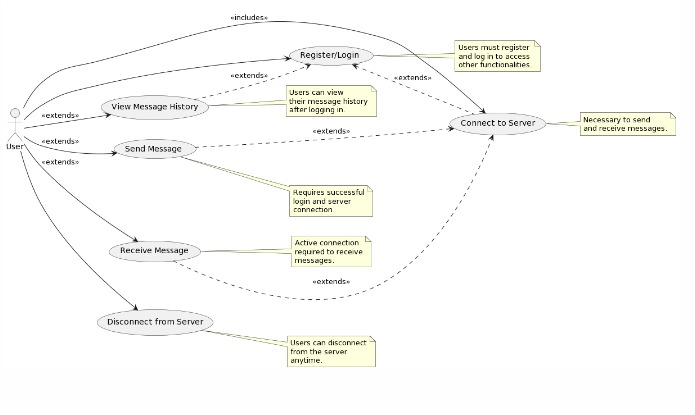 «includes»
Register/Login
Users must register
and log in to access
other functionalities.
«extends»
«extends»
Users can view
their message history
after logging in.
«extends»
View Message History
Connect to Server
Necessary to send
and receive messages.
«extends»
«extends»
User
Send Message
«extends»
Requires successful
login and server
connection.
Receive Message
Active connection
required to receive
messages.
«extends»
Disconnect from Server
Users can disconnect
from the server
anytime.